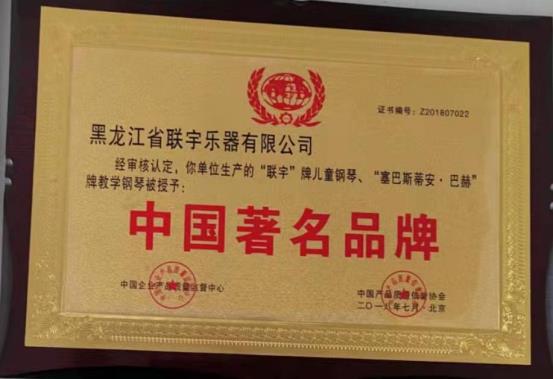 证书编号：Z201807022
黑龙江省联宇乐器有限公司
经审核认定，你单位生产的“联宇”牌儿童钢琴、“塞巴斯蒂安·巴赫”
牌教学钢琴被授予：
中国著名品牌
中国企业产品质量监督中心
中国产品质量信誉协会
二〇一八年七月·北京